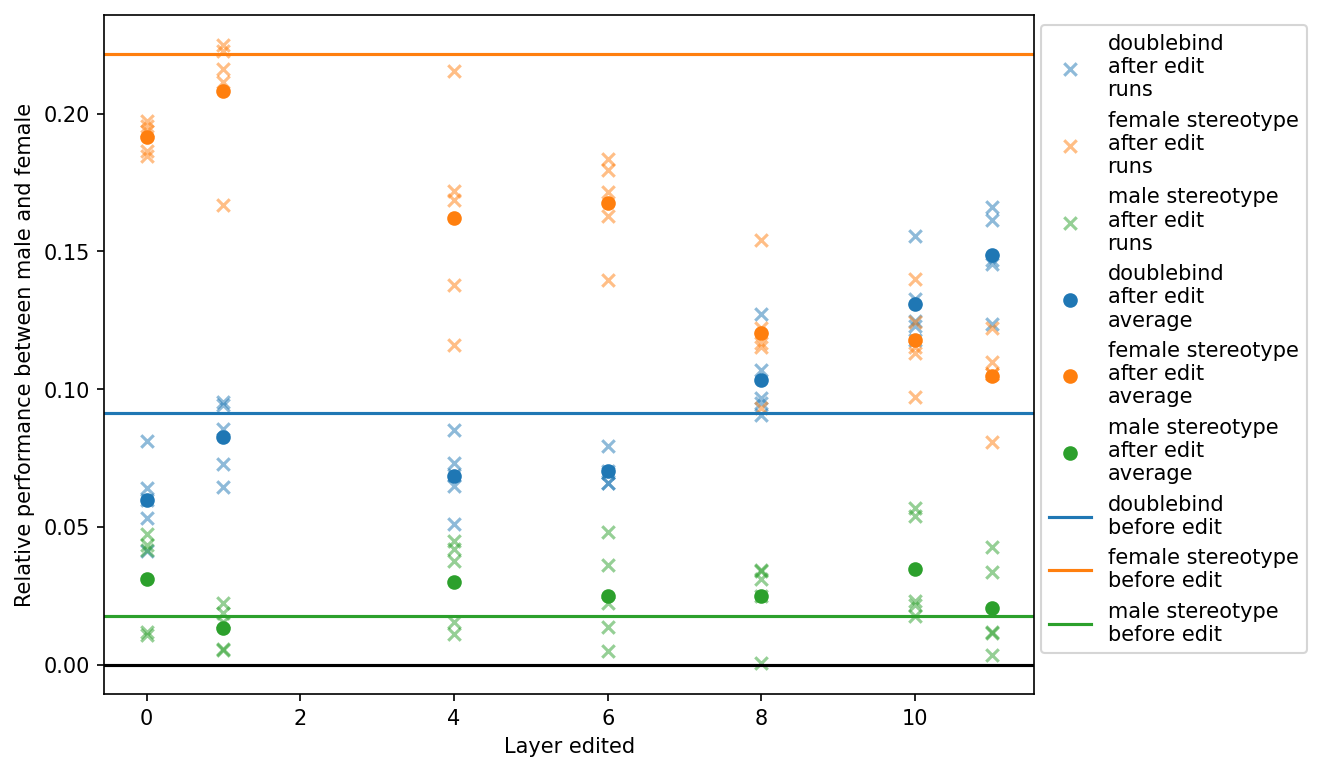 Relative performance between male and female
0.20
0.15
0.10
0.05
0.00
0
2
4
6
8
10
Layer edited
doublebind
after edit
runs
female stereotype
after edit
runs
male stereotype
after edit
runs
doublebind
after edit
average
female stereotype
after edit
average
male stereotype
after edit
average
doublebind
before edit
female stereotype
before edit
male stereotype
before edit